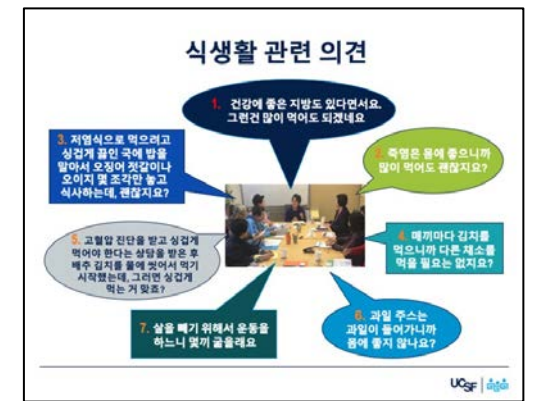 식생활 관련 의견
1. 건강에 좋은 지방도 있다면서요.
그런건 많이 먹어도 되겠네요
2. 죽염은 몸에 좋으니까
많이 먹어도 괜찮지요?
3. 저염식으로 먹으려고
싱겁게 끓인 국에 밥을
말아서 오징어 젓갈이나
오이지 몇 조각만 놓고
식사하는데, 괜찮지요?
4. 매끼마다 김치를
먹으니까 다른 채소를
먹을 필요는 없지요?
5. 고혈압 진단을 받고 싱겁게
먹어야 한다는 상담을 받은 후
배추 김치를 물에 씻어서 먹기
시작했는데, 그러면 싱겁게
먹는 거 맞죠?
6. 과일 주스는
과일이 들어가니까
몸에 좋지 않나요?
7. 살을 빼기 위해서 운동을
하느니 몇끼 굶을래요
UCSF